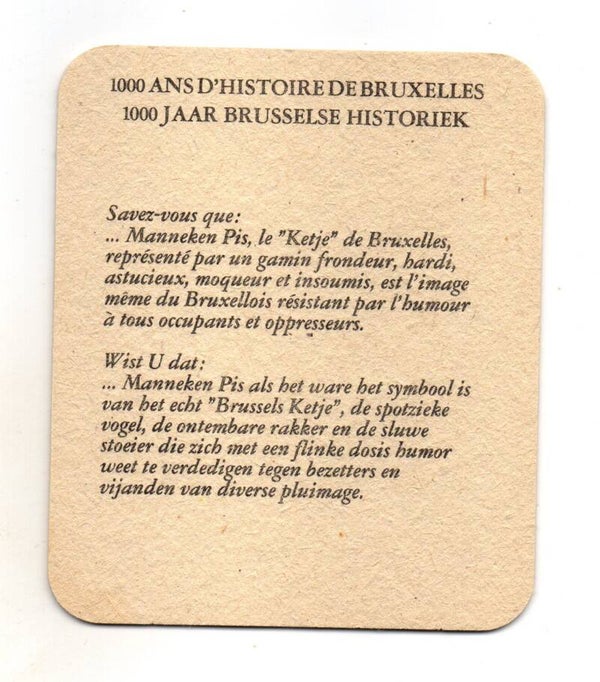 1000 ANS D'HISTOIRE DE BRUXELLES
1000 JAAR BRUSSELSE HISTORIEK
Savez-vous que:
... Manneken Pis, le "Ketje" de Bruxelles,
représenté par un gamin frondeur, hardi,
astucieux, moqueur et insoumis, est l'image
même du Bruxellois résistant par l'humour
à tous occupants et oppresseurs.
Wist U dat:
... Manneken Pis als het ware het symbool is
van het echt "Brussels Ketje", de spotzieke
vogel, de ontembare rakker en de sluwe
stoeier die zich met een flinke dosis humor
weet te verdedigen tegen bezetters en
vijanden van diverse pluimage.